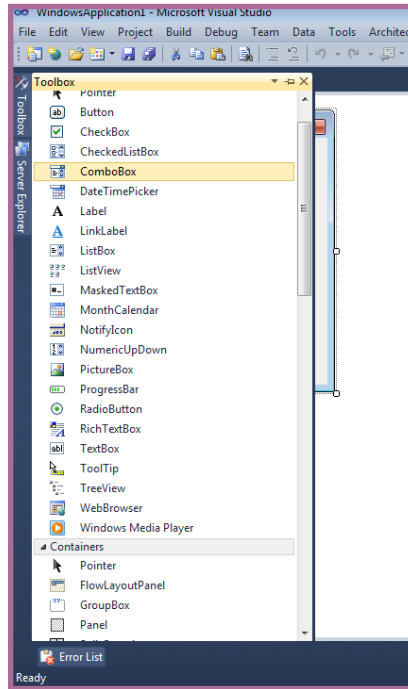 WindowsApplication1 - Microsoft Visual Studio
File Edit View Project Build Debug Team Data Tools Architec
Toolbox
Toolbox
Server Explorer
Pointer
Button
CheckBox
CheckedListBox
ComboBox
DateTimePicker
Label
LinkLabel
ListBox
ListView
MaskedTextBox
MonthCalendar
NotifyIcon
NumericUpDown
PictureBox
ProgressBar
RadioButton
RichTextBox
TextBox
ToolTip
TreeView
WebBrowser
Windows Media Player
Containers
Pointer
FlowLayoutPanel
GroupBox
Panel
Error List
Ready